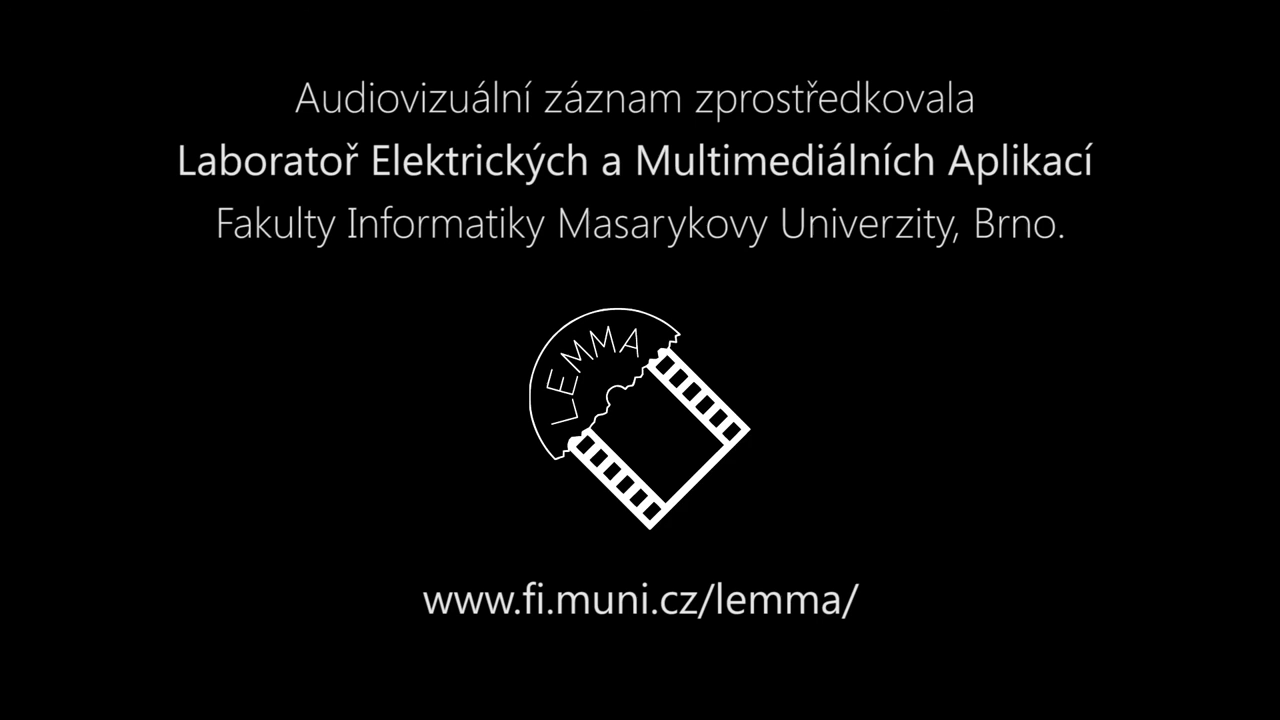 Audiovizuální záznam zprostředkovala
Laboratoř Elektrických a Multimediálních Aplikací
Fakulty Informatiky Masarykovy Univerzity, Brno.
LEMMA
www.fi.muni.cz/lemma/